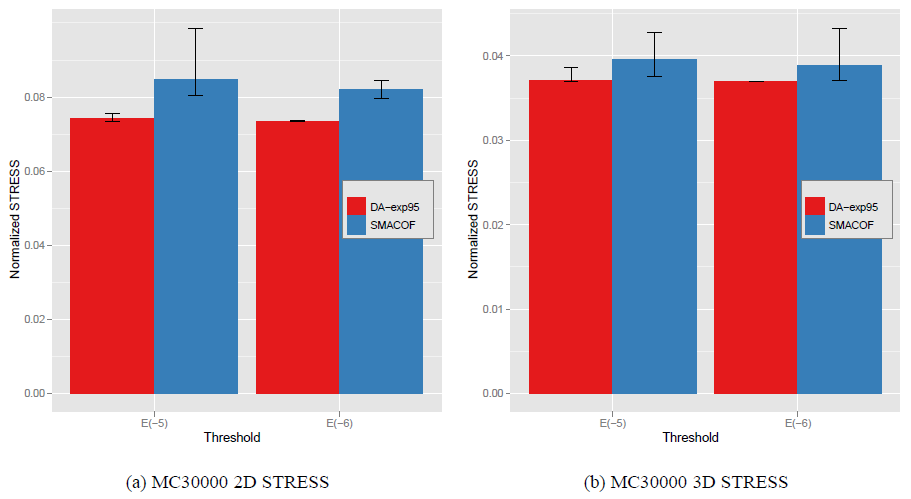 Normalized STRESS
0.08
0.06
0.04
0.02
0.00
DA−exp95
SMACOF
E(−5)
E(−6)
Threshold
(a) MC30000 2D STRESS
Normalized STRESS
0.04
0.03
0.02
0.01
0.00
DA−exp95
SMACOF
E(−5)
E(−6)
Threshold
(b) MC30000 3D STRESS